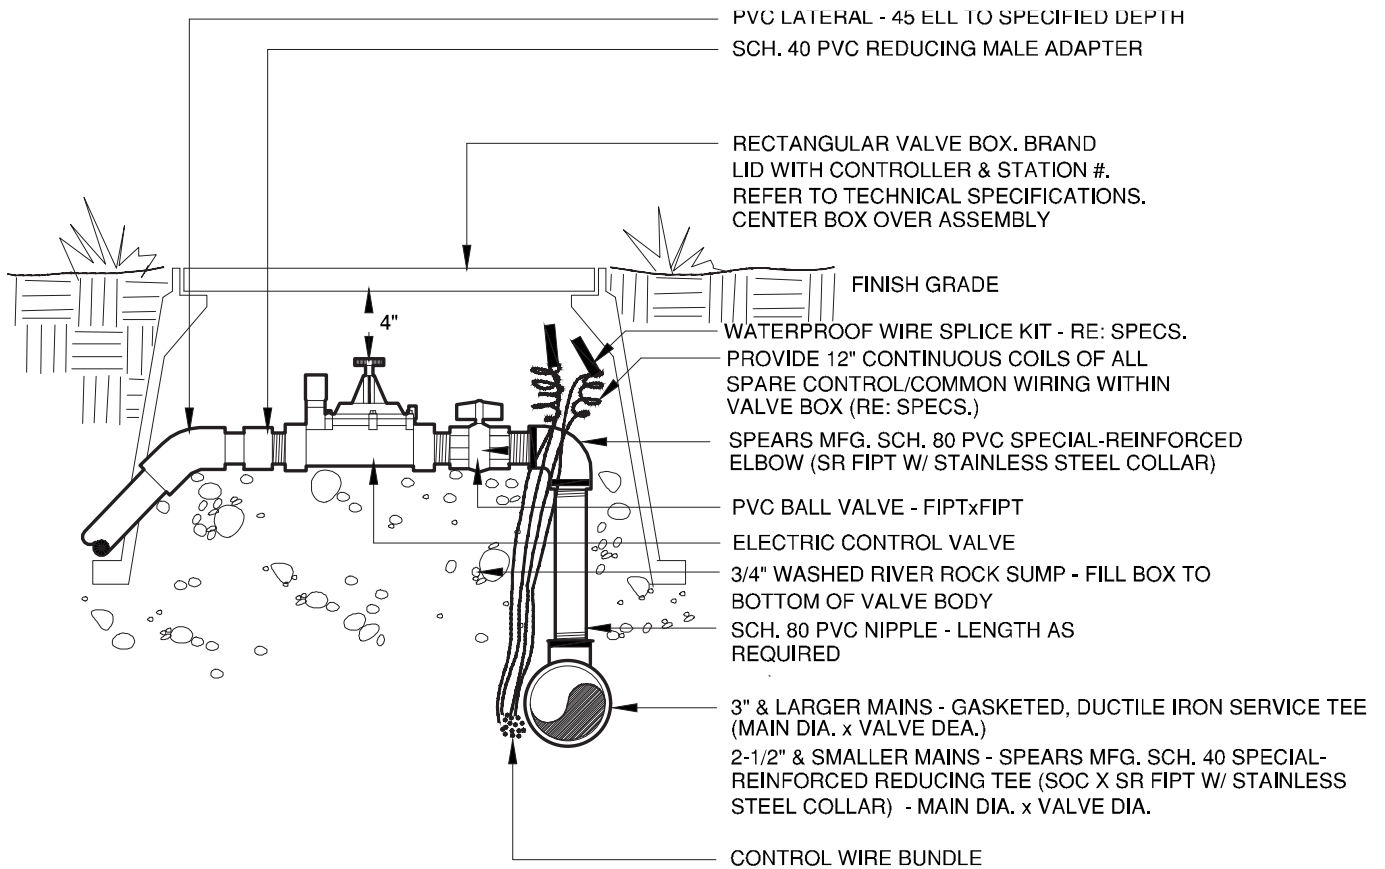 PVC LATERAL - 45 ELL TO SPECIFIED DEPTH
SCH. 40 PVC REDUCING MALE ADAPTER
RECTANGULAR VALVE BOX. BRAND
LID WITH CONTROLLER & STATION #.
REFER TO TECHNICAL SPECIFICATIONS.
CENTER BOX OVER ASSEMBLY
FINISH GRADE
4"
WATERPROOF WIRE SPLICE KIT - RE: SPECS.
PROVIDE 12" CONTINUOUS COILS OF ALL
SPARE CONTROL/COMMON WIRING WITHIN
VALVE BOX (RE: SPECS.)
SPEARS MFG. SCH. 80 PVC SPECIAL-REINFORCED
ELBOW (SR FIPT W/ STAINLESS STEEL COLLAR)
PVC BALL VALVE - FIPTxFIPT
ELECTRIC CONTROL VALVE
3/4" WASHED RIVER ROCK SUMP - FILL BOX TO
BOTTOM OF VALVE BODY
SCH. 80 PVC NIPPLE - LENGTH AS
REQUIRED
3" & LARGER MAINS - GASKETED, DUCTILE IRON SERVICE TEE
(MAIN DIA. x VALVE DEA.)
2-1/2" & SMALLER MAINS - SPEARS MFG. SCH. 40 SPECIAL-
REINFORCED REDUCING TEE (SOC X SR FIPT W/ STAINLESS
STEEL COLLAR) - MAIN DIA. x VALVE DIA.
CONTROL WIRE BUNDLE